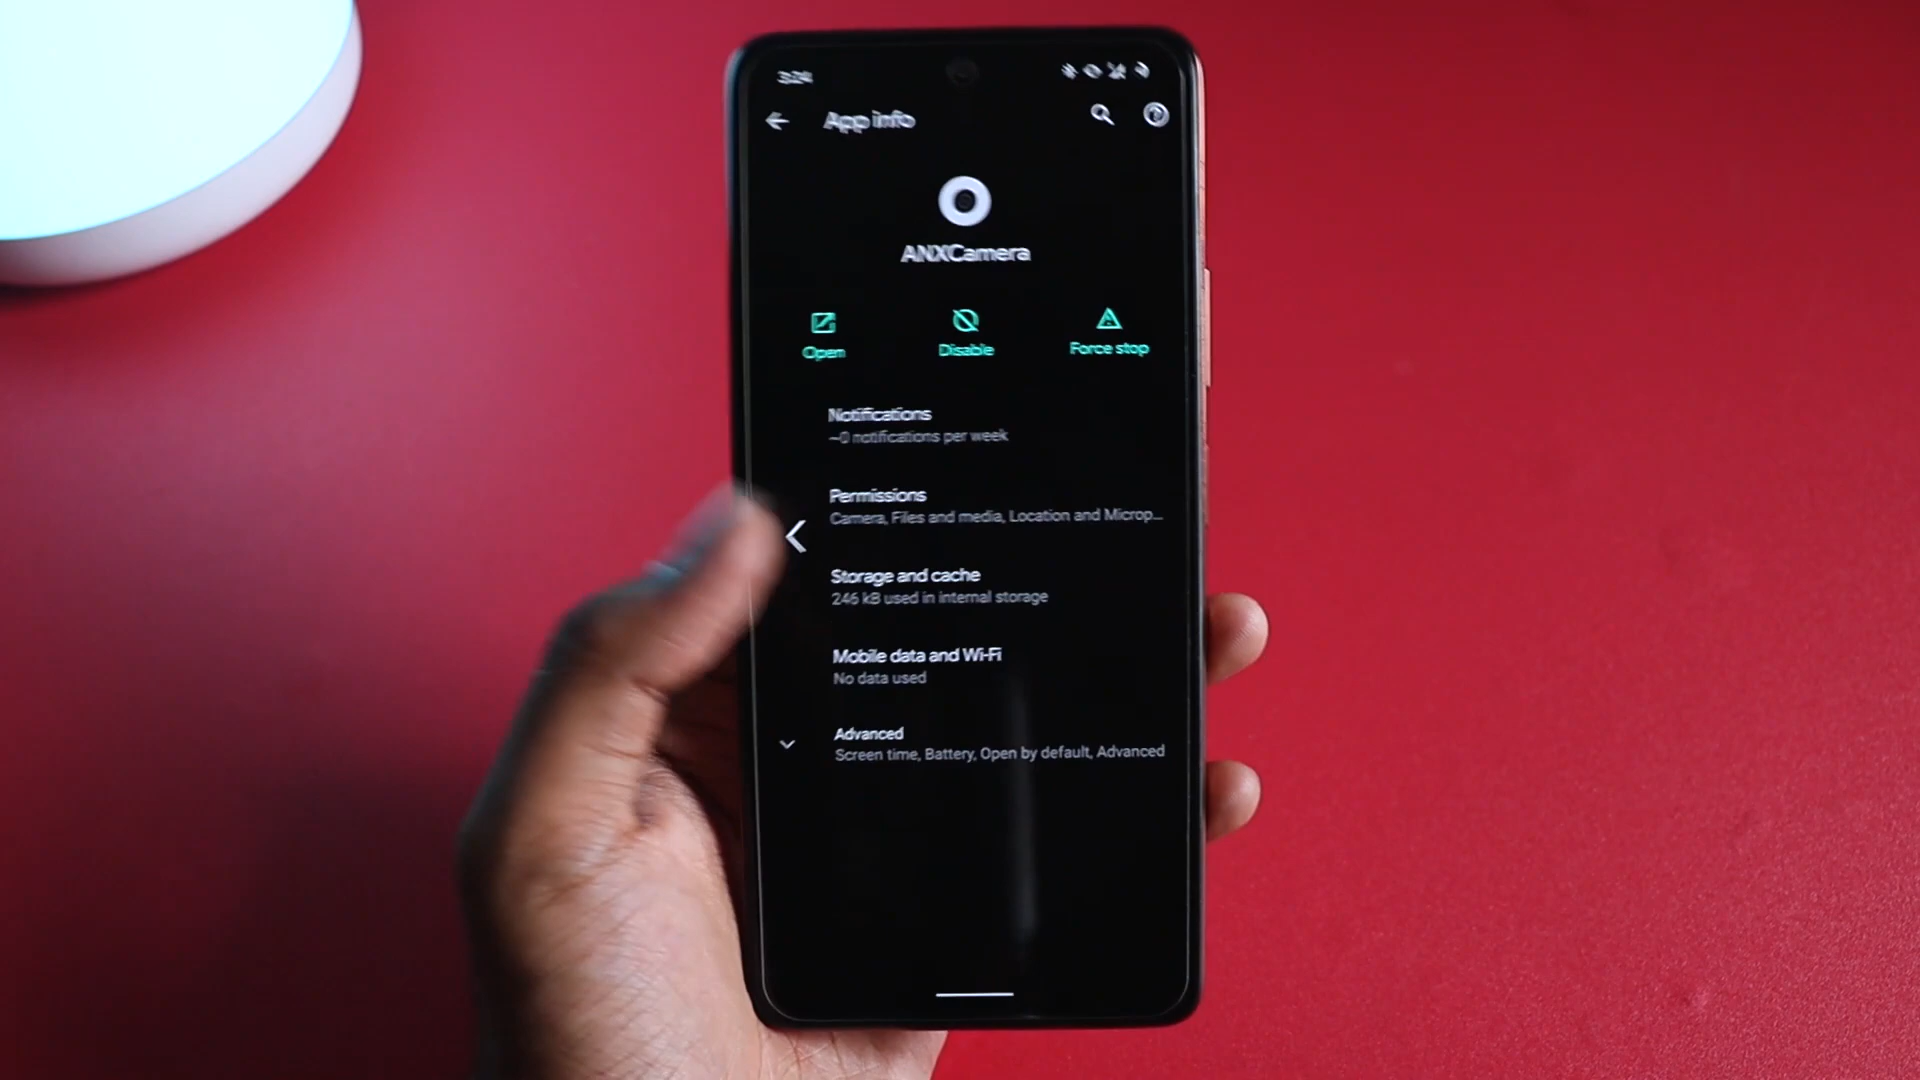 3:24
App info
ANXCamera
Open
Disable
Force stop
Notifications
~0 notifications per week
Permissions
Camera, Files and media, Location and Microp...
Storage and cache
246 kB used in internal storage
Mobile data and Wi-Fi
No data used
Advanced
Screen time, Battery, Open by default, Advanced